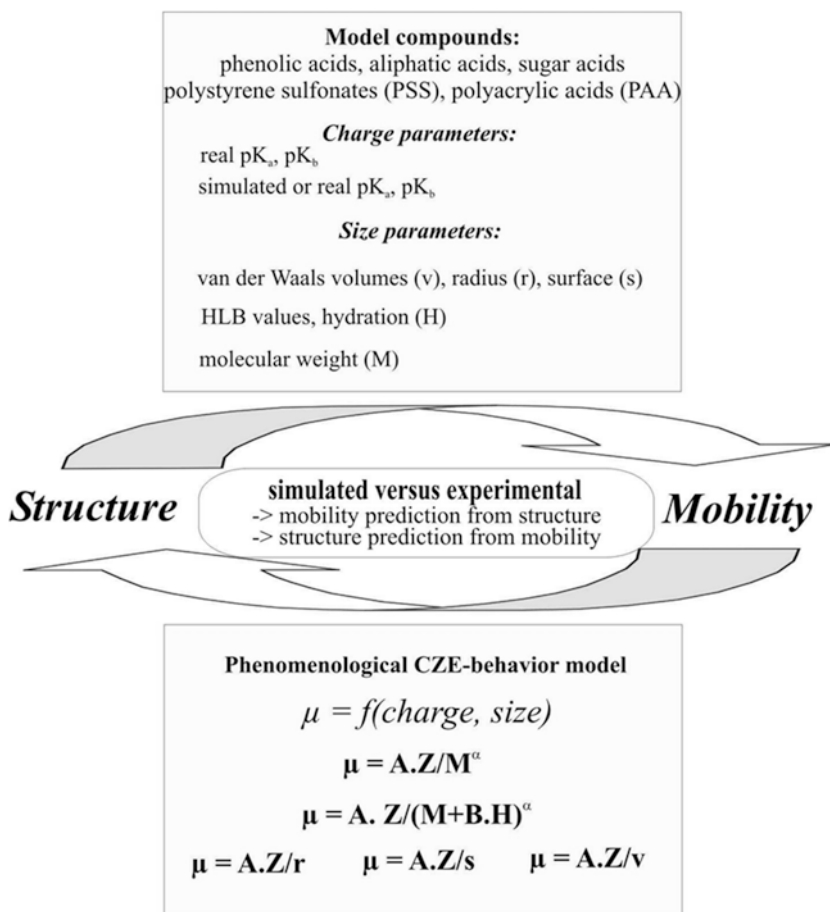 Model compounds:
phenolic acids, aliphatic acids, sugar acids
polystyrene sulfonates (PSS), polyacrylic acids (PAA)
Charge parameters:
real pKₐ, pK_b
simulated or real pKₐ, pK_b
Size parameters:
van der Waals volumes (v), radius (r), surface (s)
HLB values, hydration (H)
molecular weight (M)
Structure
simulated versus experimental
-> mobility prediction from structure
-> structure prediction from mobility
Mobility
Phenomenological CZE-behavior model
μ = f(charge, size)
μ = A.Z/M^α
μ = A. Z/(M+B.H)^α
μ = A.Z/r μ = A.Z/s μ = A.Z/v